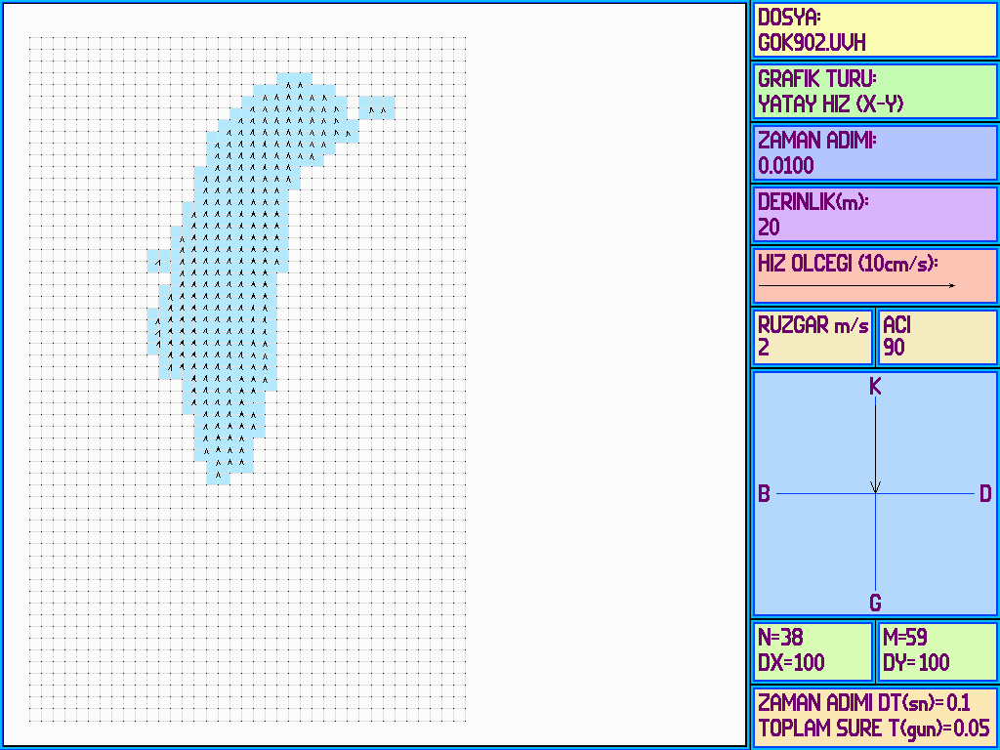 DOSYA:
GOK902.UVH
GRAFIK TURU:
YATAY HIZ (X-Y)
ZAMAN ADIMI:
0.0100
DERINLIK(m):
20
HIZ OLCEGI (10cm/s):
RUZGAR m/s
2
ACI
90
K
B
D
G
N=38
DX=100
M=59
DY=100
ZAMAN ADIMI DT(sn)=0.1
TOPLAM SURE T(gun)=0.05